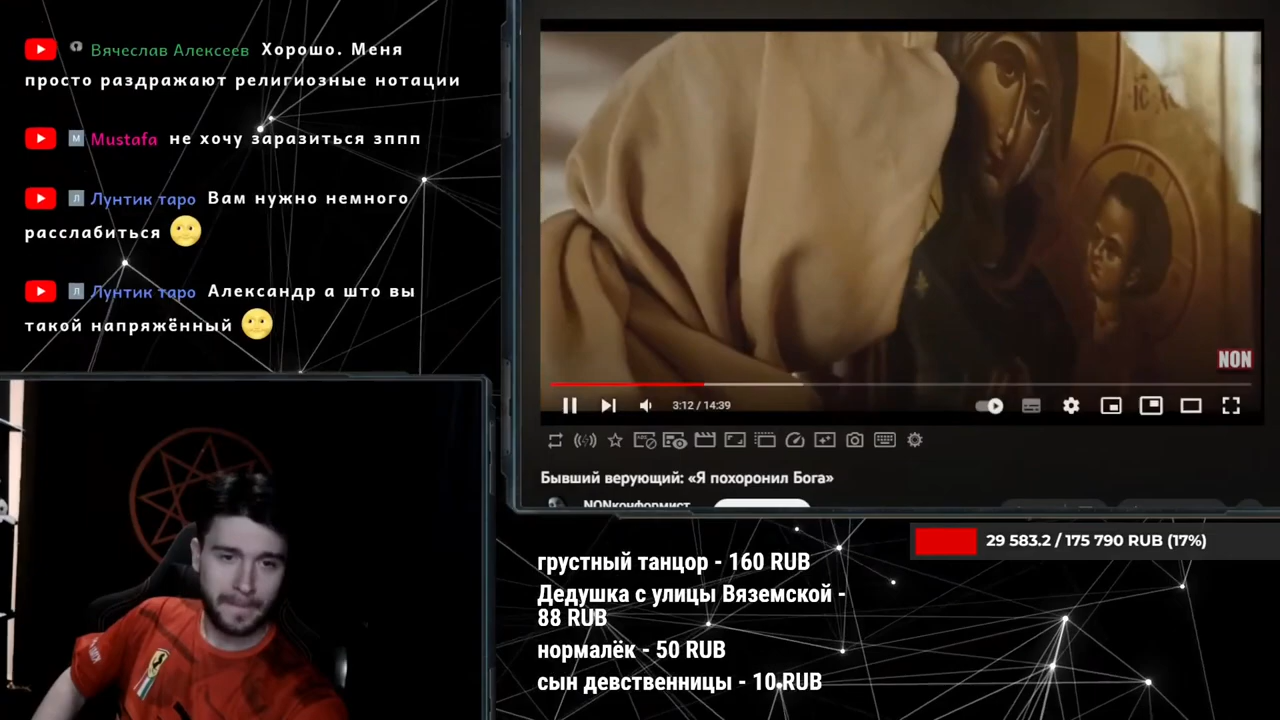 Вячеслав Алексеев Хорошо. Меня
просто раздражают религиозные нотации
М Mustafa не хочу заразиться зппп
Л Лунтик таро Вам нужно немного
расслабиться
Л Лунтик таро Александр а што вы
такой напряжённый
NON
3:12 / 14:39
Бывший верующий: «Я похоронил Бога»
NONконформист
29 583.2 / 175 790 RUB (17%)
грустный танцор - 160 RUB
Дедушка с улицы Вяземской -
88 RUB
нормалёк - 50 RUB
сын девственницы - 10 RUB